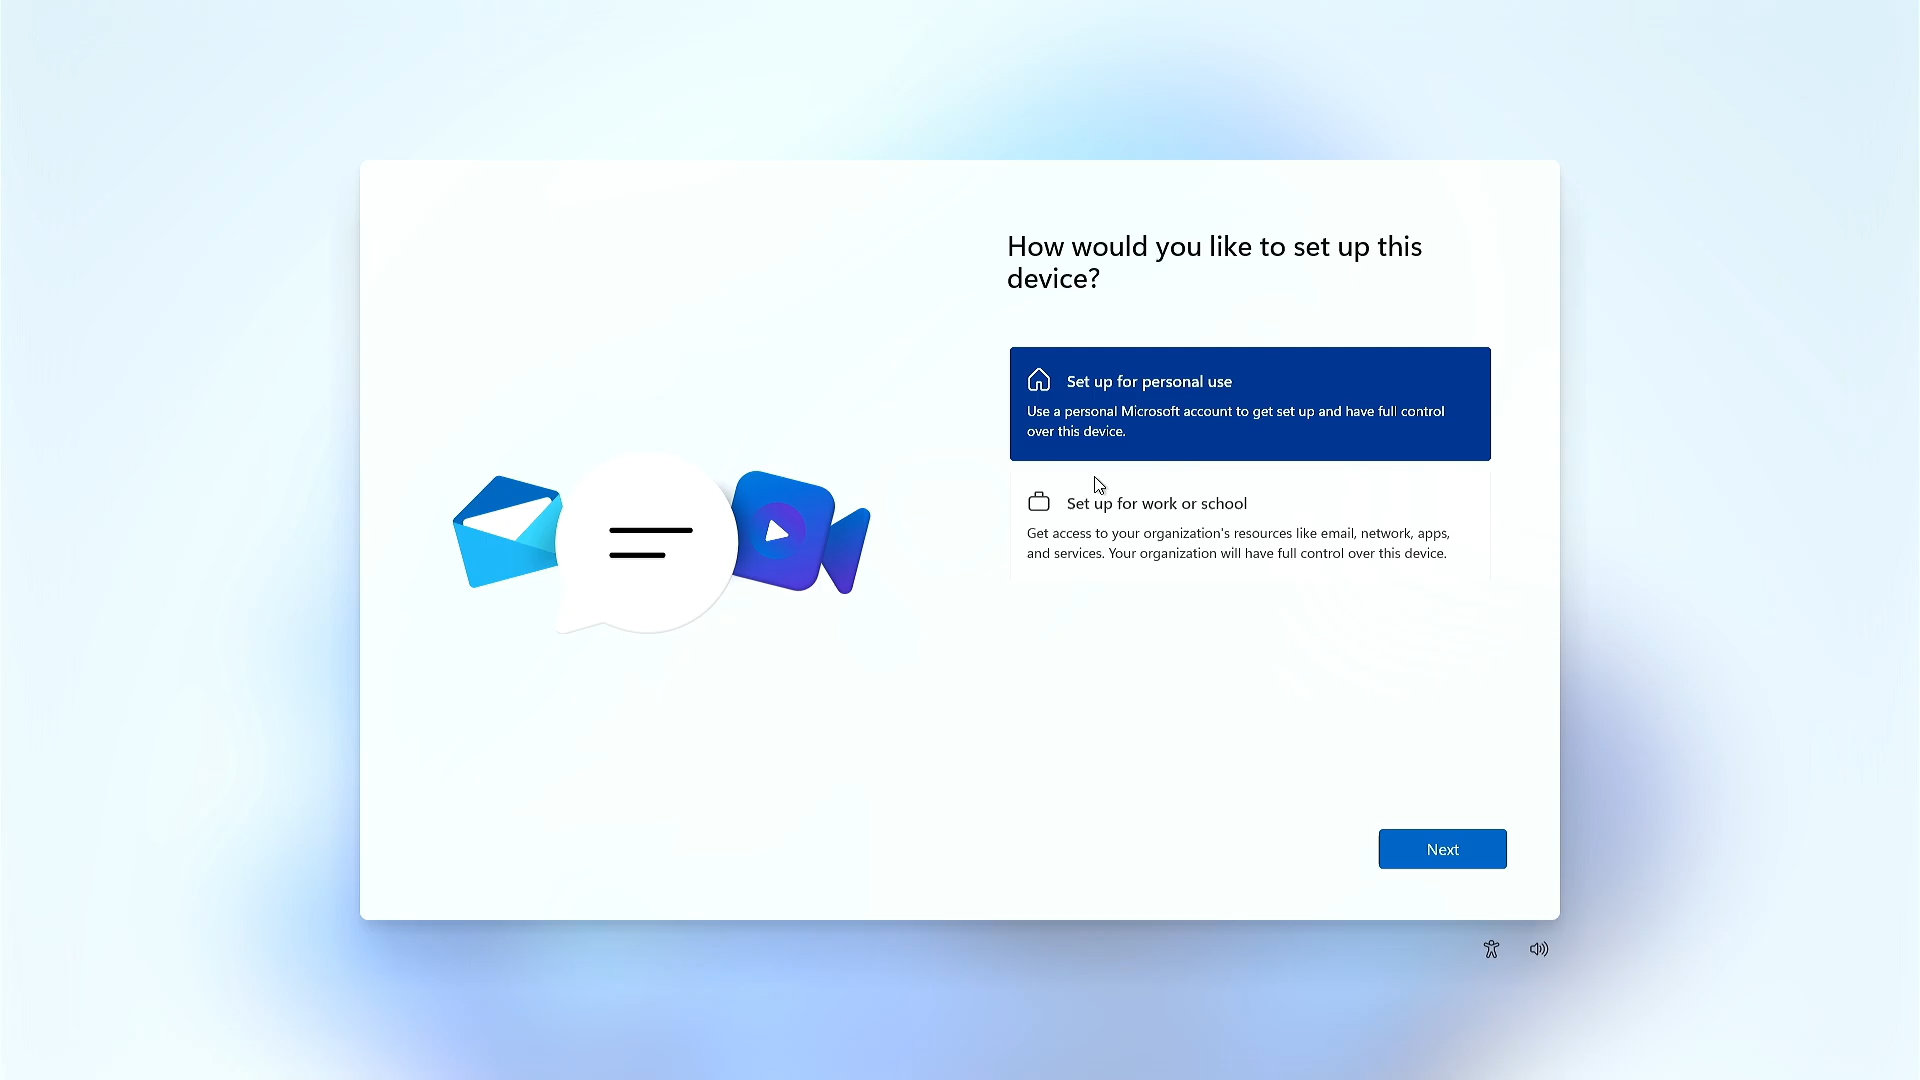 How would you like to set up this
device?
Set up for personal use
Use a personal Microsoft account to get set up and have full control
over this device.
Set up for work or school
Get access to your organization's resources like email, network, apps,
and services. Your organization will have full control over this device.
Next